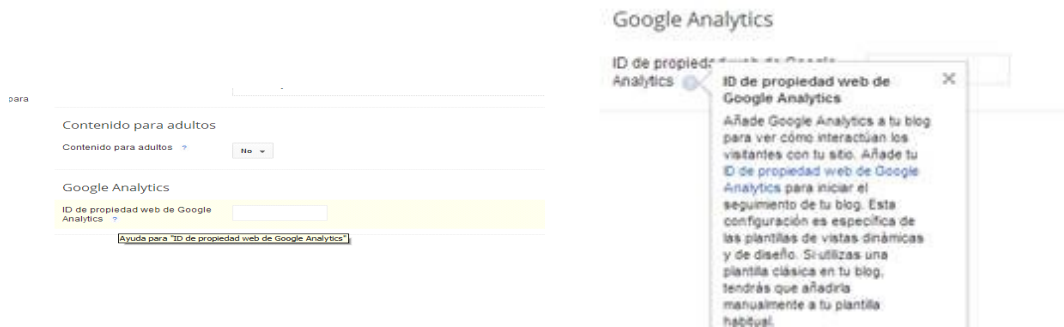 para
Contenido para adultos
Contenido para adultos ?
No
Google Analytics
ID de propiedad web de Google
Analytics ?
Ayuda para "ID de propiedad web de Google Analytics"
Google Analytics
ID de propiedad web de Google
Analytics
ID de propiedad web de
Google Analytics
Añade Google Analytics a tu blog
para ver cómo interactúan los
visitantes con tu sitio. Añade tu
ID de propiedad web de Google
Analytics para iniciar el
seguimiento de tu blog. Esta
configuración es específica de
las plantillas de vistas dinámicas
y de diseño. Si utilizas una
plantilla clásica en tu blog,
tendrás que añadirla
manualmente a tu plantilla
habitual.